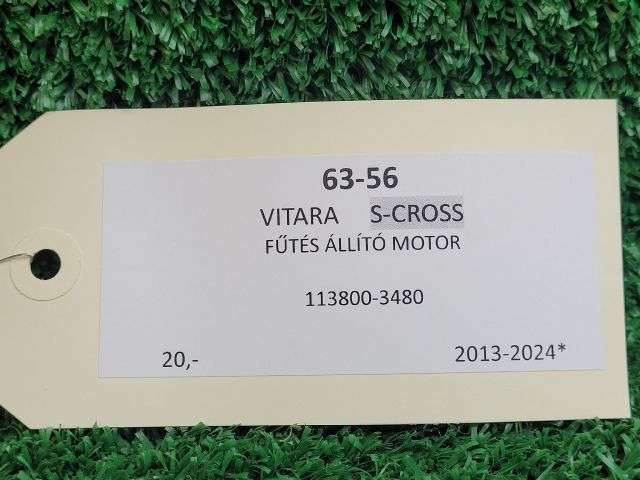 63-56
VITARA S-CROSS
FŰTÉS ÁLLÍTÓ MOTOR
113800-3480
20,- 2013-2024*